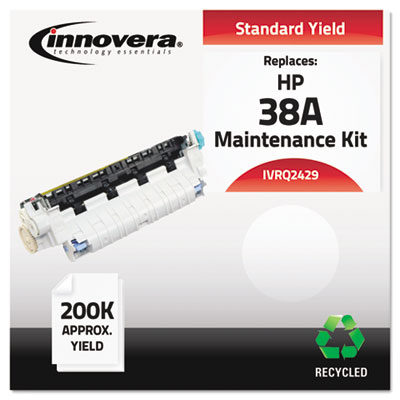 innovera
technology essentials
Standard Yield
Replaces:
HP
38A
Maintenance Kit
IVRQ2429
200K
APPROX.
YIELD
RECYCLED